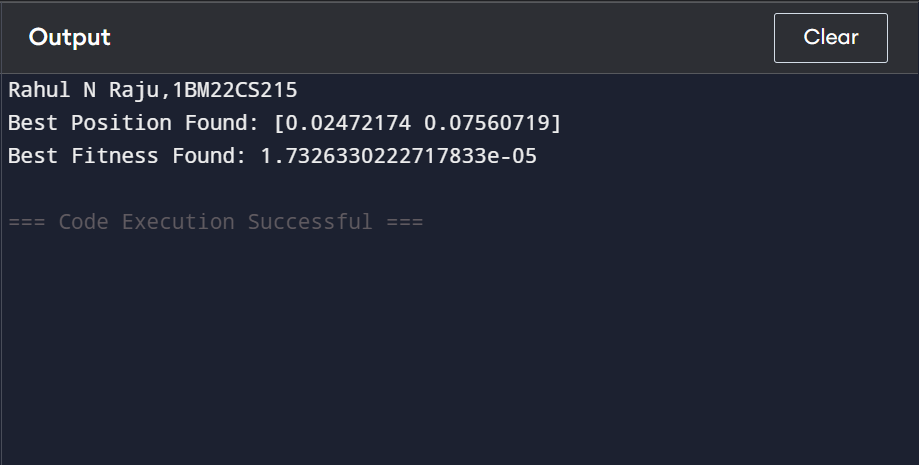 Output
Clear
Rahul N Raju,1BM22CS215
Best Position Found: [0.02472174 0.07560719]
Best Fitness Found: 1.7326330222717833e-05
=== Code Execution Successful ===